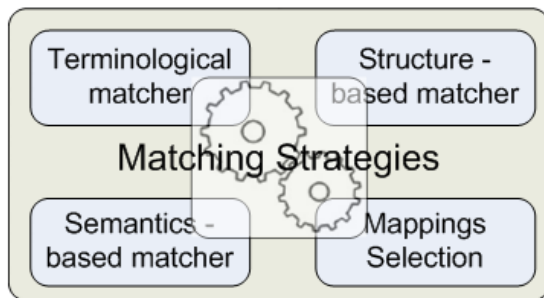 Terminological
matcher
Structure -
based matcher
Matching Strategies
Semantics -
based matcher
Mappings
Selection